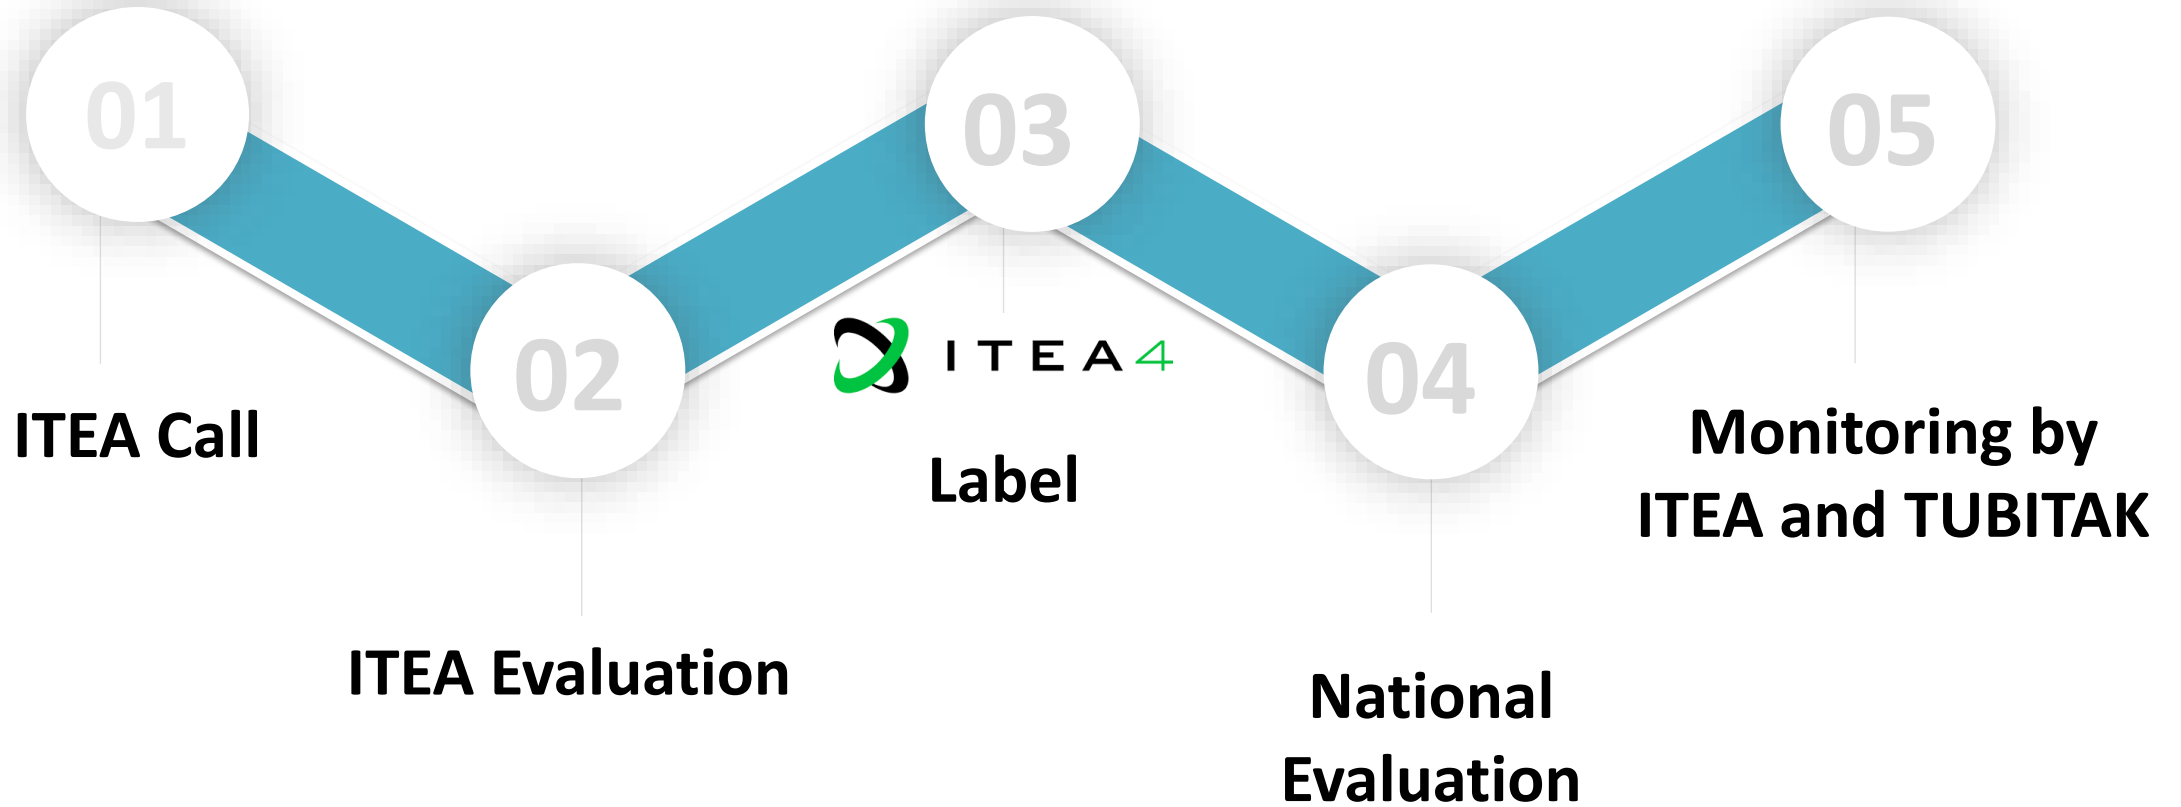 01
ITEA Call
02
ITEA Evaluation
03
ITEA4
Label
04
National
Evaluation
05
Monitoring by
ITEA and TUBITAK